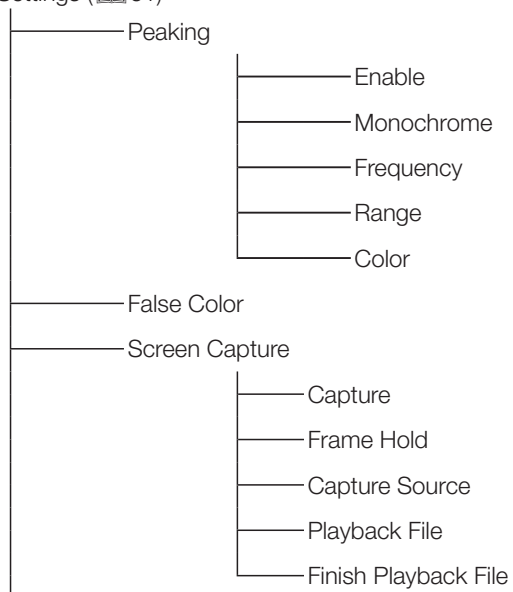 Peaking
Enable
Monochrome
Frequency
Range
Color
False Color
Screen Capture
Capture
Frame Hold
Capture Source
Playback File
Finish Playback File